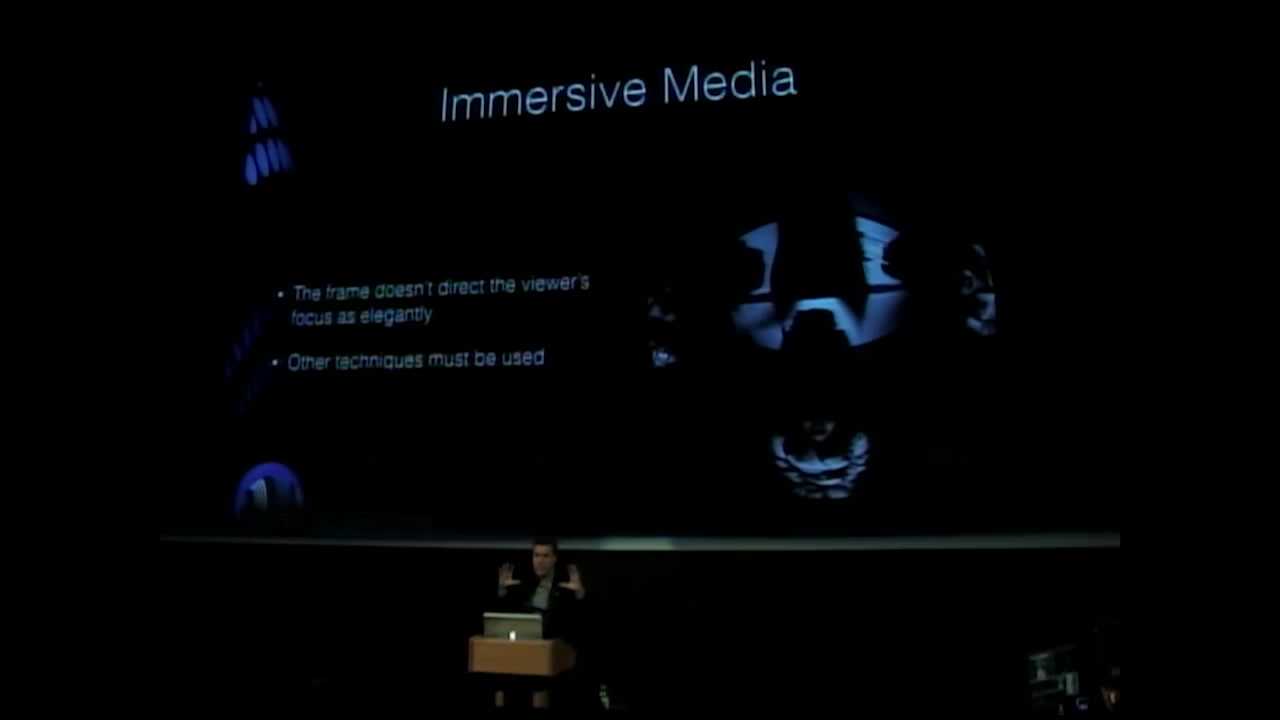 Immersive Media
• The frame doesn't direct the viewer's
focus as elegantly
• Other techniques must be used